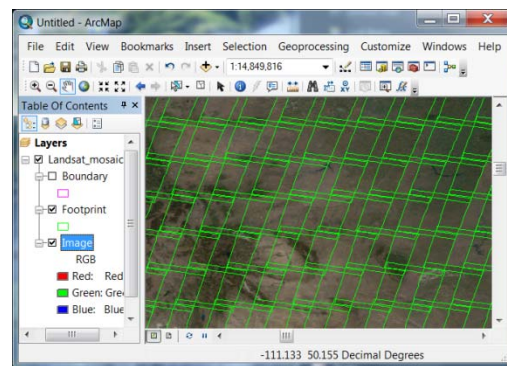 Untitled - ArcMap
File Edit View Bookmarks Insert Selection Geoprocessing Customize Windows Help
1:14,849,816
Table Of Contents
Layers
Landsat_mosaic
Boundary
Footprint
Image
RGB
Red: Red
Green: Gre
Blue: Blue
-111.133 50.155 Decimal Degrees